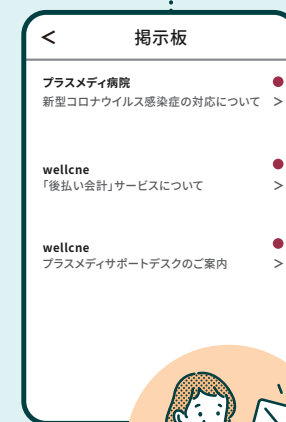 <
掲示板
プラスメディ病院
新型コロナウイルス感染症の対応について >
wellcne
「後払い会計」サービスについて >
wellcne
プラスメディサポートデスクのご案内 >